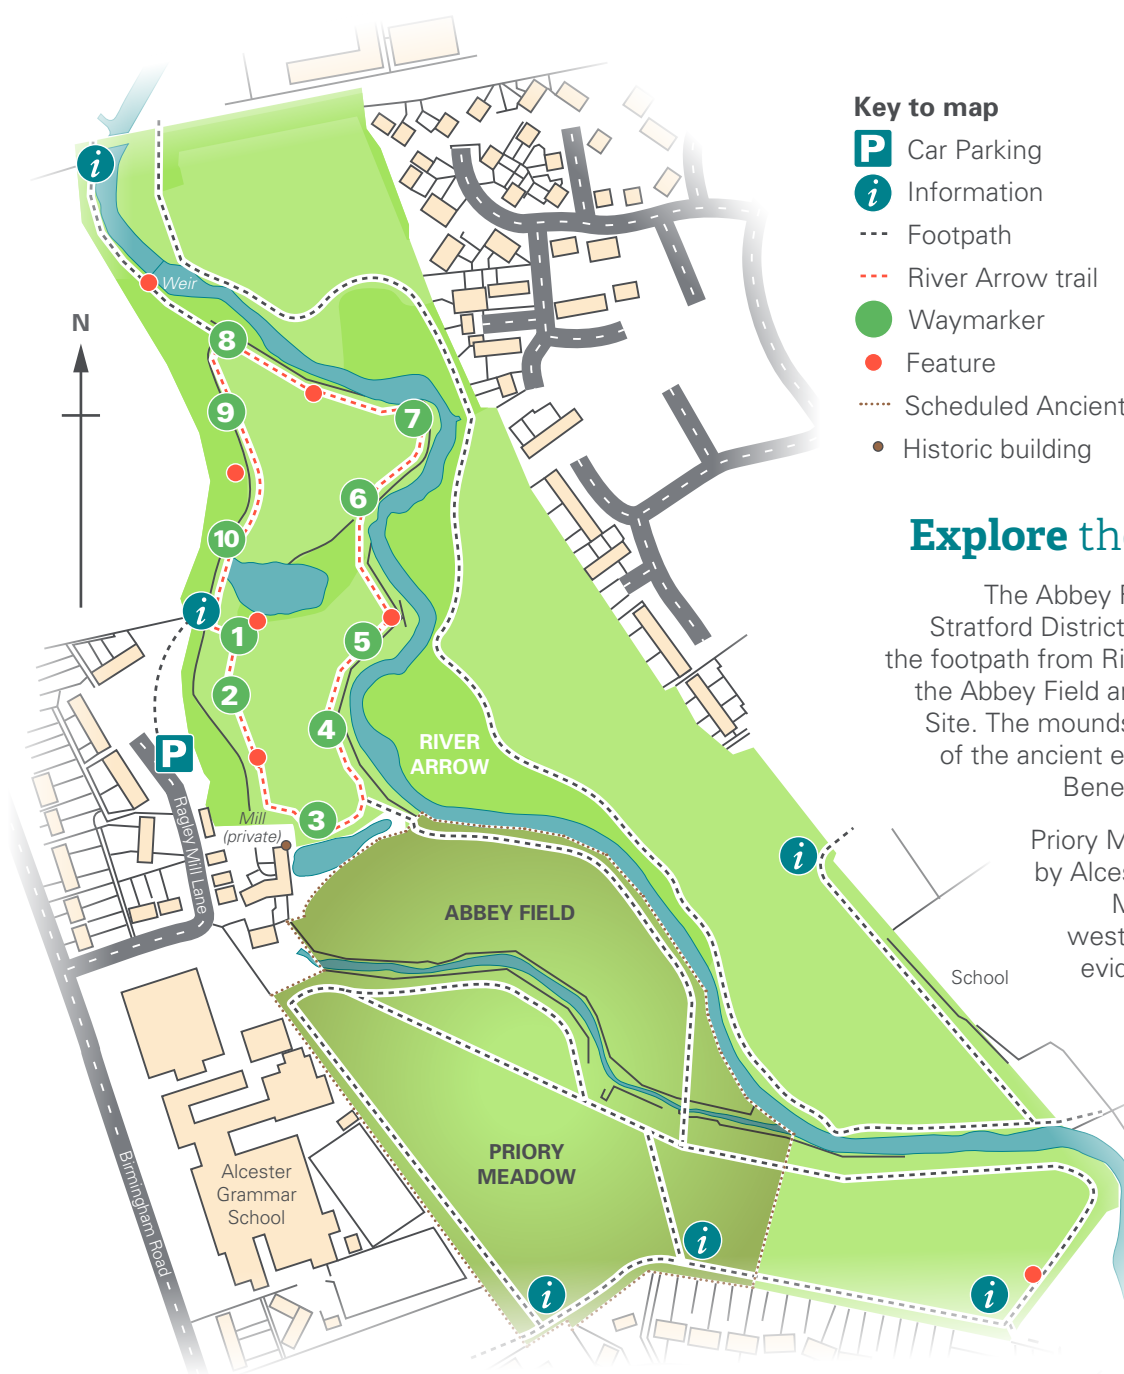 Key to map
P Car Parking
i Information
Footpath
River Arrow trail
Waymarker
Feature
Scheduled Ancient
Historic building
Explore the
The Abbey F
Stratford District
the footpath from Ri
the Abbey Field a
Site. The mounds
of the ancient e
Bene
Priory M
by Alces
M
west
evid
i
Weir
N
8
9
7
6
10
i
1
5
2
4
P
RIVER
ARROW
3
Mill
(private)
Ragley Mill Lane
i
ABBEY FIELD
School
PRIORY
MEADOW
Alcester
Grammar
School
Birmingham Road
i
i
i